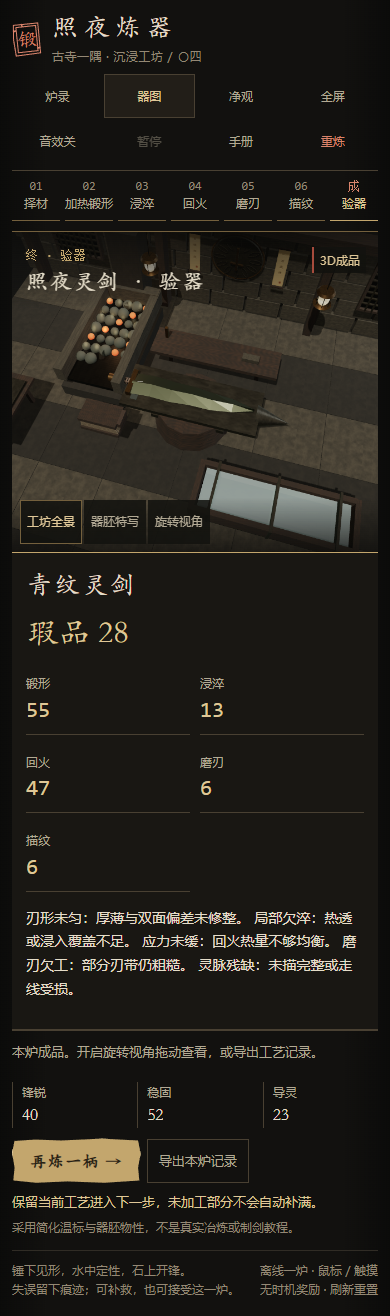 锻
照夜炼器
古寺一隅 · 沉浸工坊 / 〇四
炉录
器图
净观
全屏
音效关
暂停
手册
重炼
01
择材
02
加热锻形
03
浸淬
04
回火
05
磨刃
06
描纹
成
验器
终 · 验器
照夜灵剑 · 验器
3D成品
工坊全景
器胚特写
旋转视角
青纹灵剑
瑕品 28
锻形
55
浸淬
13
回火
47
磨刃
6
描纹
6
刃形未匀：厚薄与双面偏差未修整。 局部欠淬：热透
或浸入覆盖不足。 应力未缓：回火热量不够均衡。 磨
刃欠工：部分刃带仍粗糙。 灵脉残缺：未描完整或走
线受损。
本炉成品。开启旋转视角拖动查看，或导出工艺记录。
锋锐
40
稳固
52
导灵
23
再炼一柄 →
导出本炉记录
保留当前工艺进入下一步，未加工部分不会自动补满。
采用简化温标与器胚物性，不是真实冶炼或制剑教程。
锤下见形，水中定性，石上开锋。
失误留下痕迹；可补救，也可接受这一炉。
离线一炉 · 鼠标 / 触摸
无时机奖励 · 刷新重置